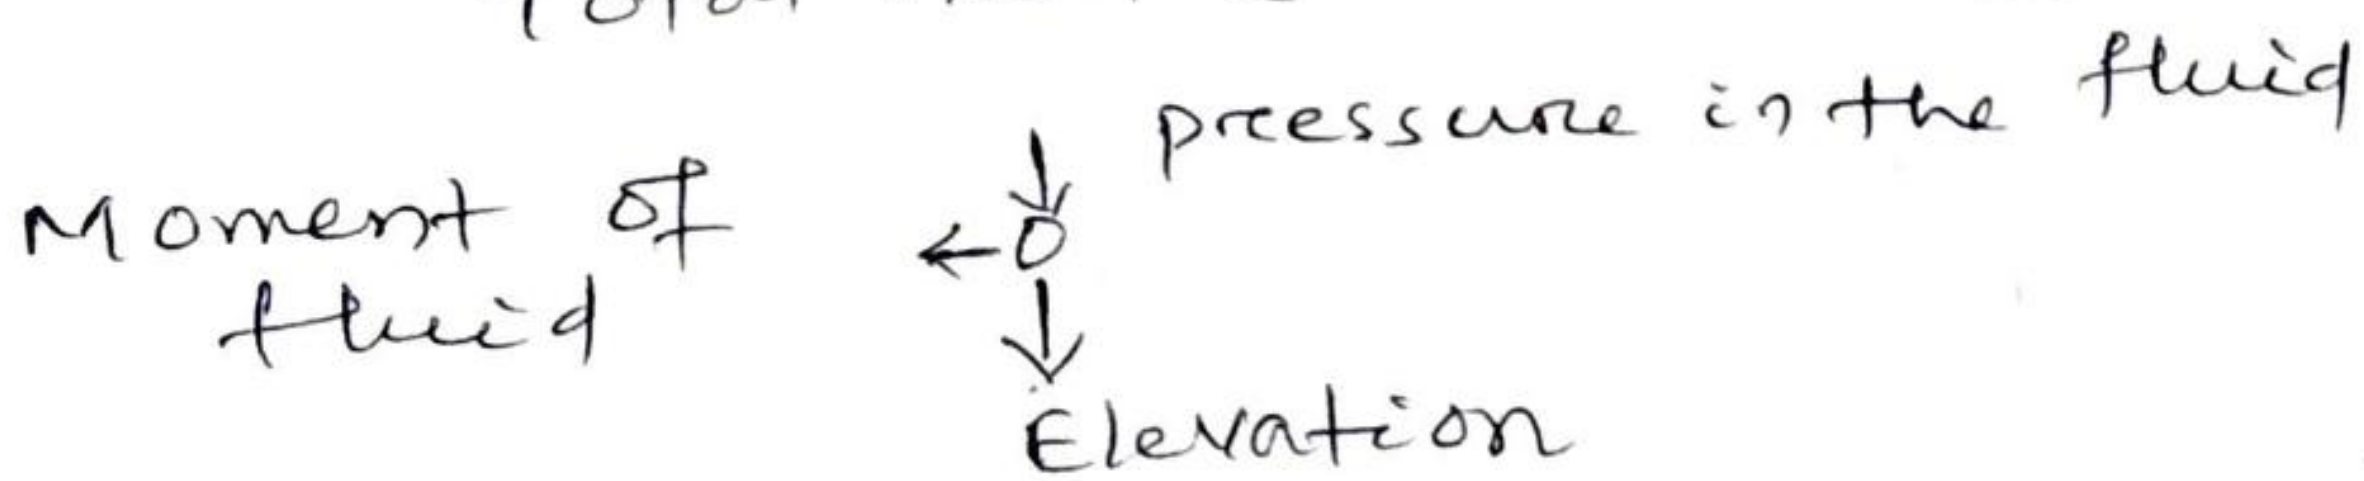 pressure in the fluid
Moment of
fluid
Elevation